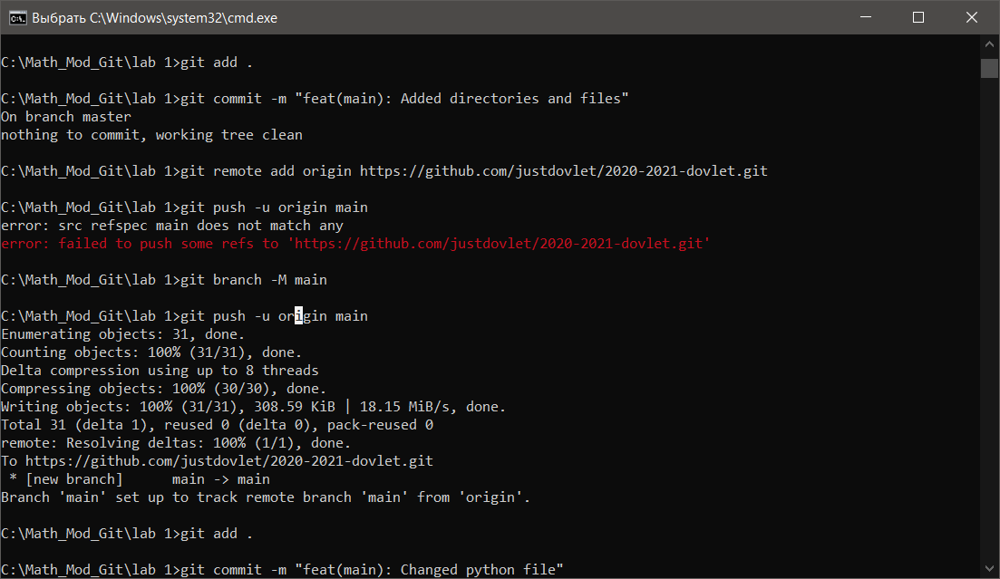 Выбрать C:\Windows\system32\cmd.exe
C:\Math_Mod_Git\lab 1>git add .
C:\Math_Mod_Git\lab 1>git commit -m "feat(main): Added directories and files"
On branch master
nothing to commit, working tree clean
C:\Math_Mod_Git\lab 1>git remote add origin https://github.com/justdovlet/2020-2021-dovlet.git
C:\Math_Mod_Git\lab 1>git push -u origin main
error: src refspec main does not match any
error: failed to push some refs to 'https://github.com/justdovlet/2020-2021-dovlet.git'
C:\Math_Mod_Git\lab 1>git branch -M main
C:\Math_Mod_Git\lab 1>git push -u origin main
Enumerating objects: 31, done.
Counting objects: 100% (31/31), done.
Delta compression using up to 8 threads
Compressing objects: 100% (30/30), done.
Writing objects: 100% (31/31), 308.59 KiB | 18.15 MiB/s, done.
Total 31 (delta 1), reused 0 (delta 0), pack-reused 0
remote: Resolving deltas: 100% (1/1), done.
To https://github.com/justdovlet/2020-2021-dovlet.git
 * [new branch]      main -> main
Branch 'main' set up to track remote branch 'main' from 'origin'.
C:\Math_Mod_Git\lab 1>git add .
C:\Math_Mod_Git\lab 1>git commit -m "feat(main): Changed python file"